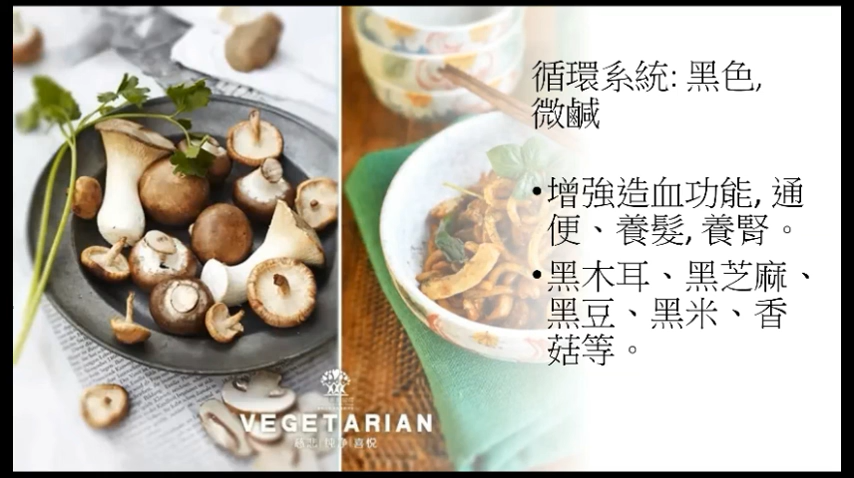 循環系統: 黑色,
微鹹
•增強造血功能, 通
便、養髮, 養腎。
•黑木耳、黑芝麻、
黑豆、黑米、香
菇等。
VEGETARIAN